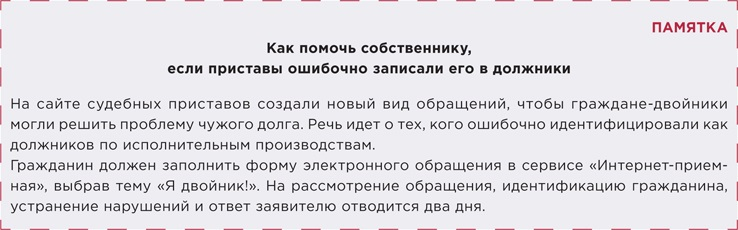 ПАМЯТКА
Как помочь собственнику,
если приставы ошибочно записали его в должники
На сайте судебных приставов создали новый вид обращений, чтобы граждане-двойники
могли решить проблему чужого долга. Речь идет о тех, кого ошибочно идентифицировали как
должников по исполнительным производствам.
Гражданин должен заполнить форму электронного обращения в сервисе «Интернет-прием-
ная», выбрав тему «Я двойник!». На рассмотрение обращения, идентификацию гражданина,
устранение нарушений и ответ заявителю отводится два дня.